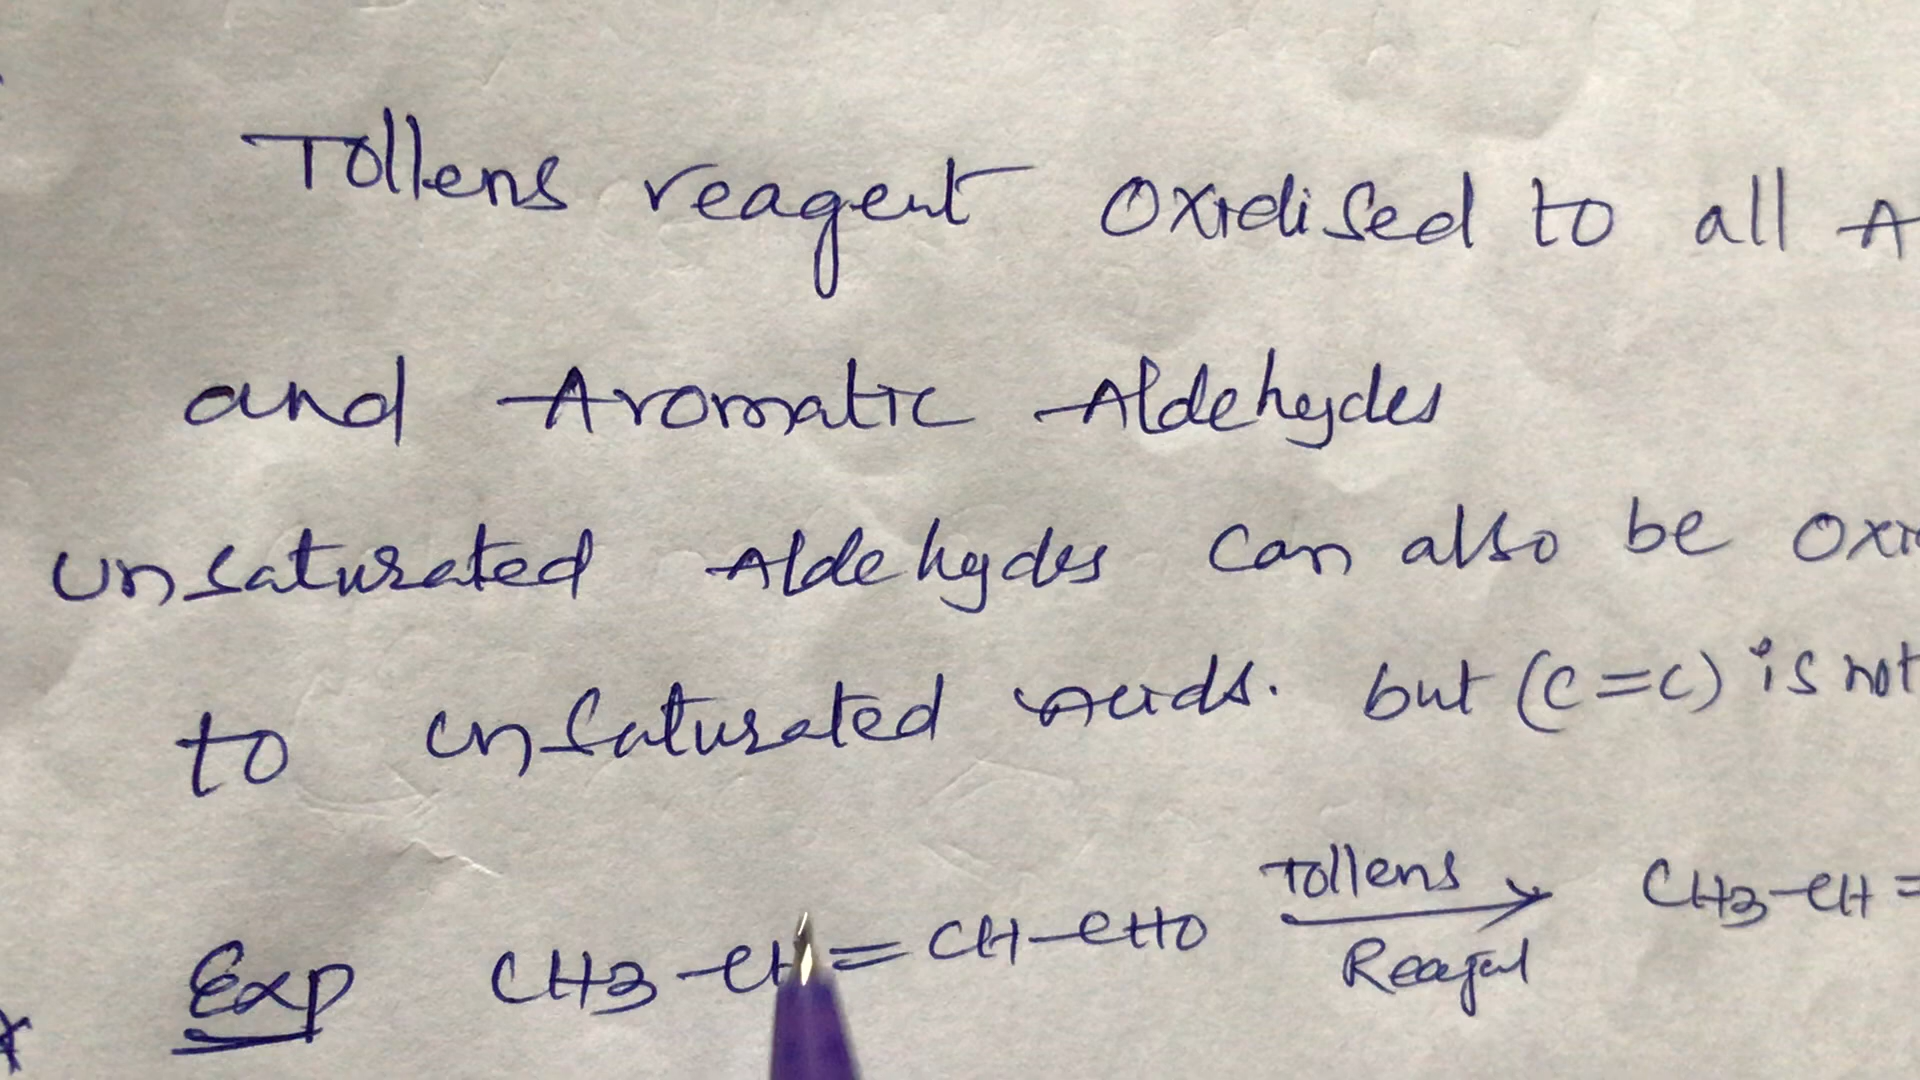 Tollens reagent Oxidised to all A
and Aromatic Aldehydes
Unsaturated Aldehydes Can also be Oxi
to unsaturated Acids. but (C=C) is not
Exp CH3-CH=CH-CHO Tollens Reagent → CH3-CH=